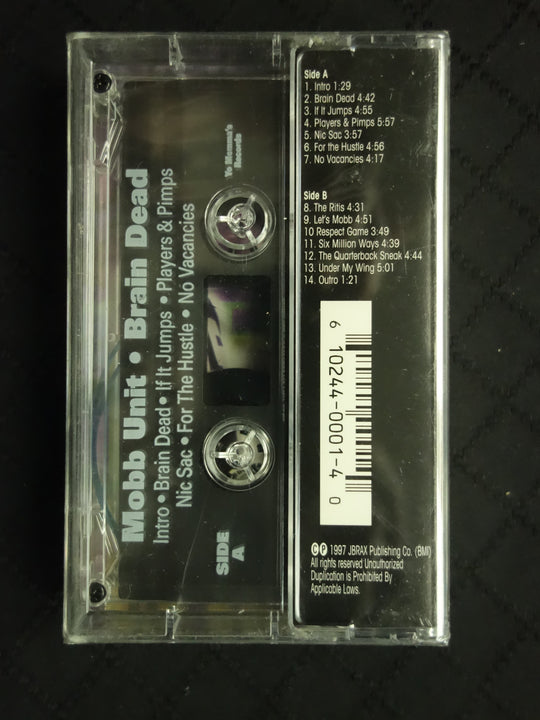 Side A
1. Intro 1:29
2. Brain Dead 4:42
3. If It Jumps 4:55
4. Players & Pimps 5:57
5. Nic Sac 3:57
6. For the Hustle 4:56
7. No Vacancies 4:17
Side B
8. The Ritis 4:31
9. Let's Mobb 4:51
10 Respect Game 3:49
11. Six Million Ways 4:39
12. The Quarterback Sneak 4:44
13. Under My Wing 5:01
14. Outro 1:21
6 10244-0001-4 0
© ℗ 1997 JBRAX Publishing Co. (BMI)
All rights reserved Unauthorized
Duplication is Prohibited By
Applicable Laws.
Mobb Unit • Brain Dead
Intro • Brain Dead • If It Jumps • Players & Pimps
Nic Sac • For The Hustle • No Vacancies
SIDE
A
Yo Momma's
Records